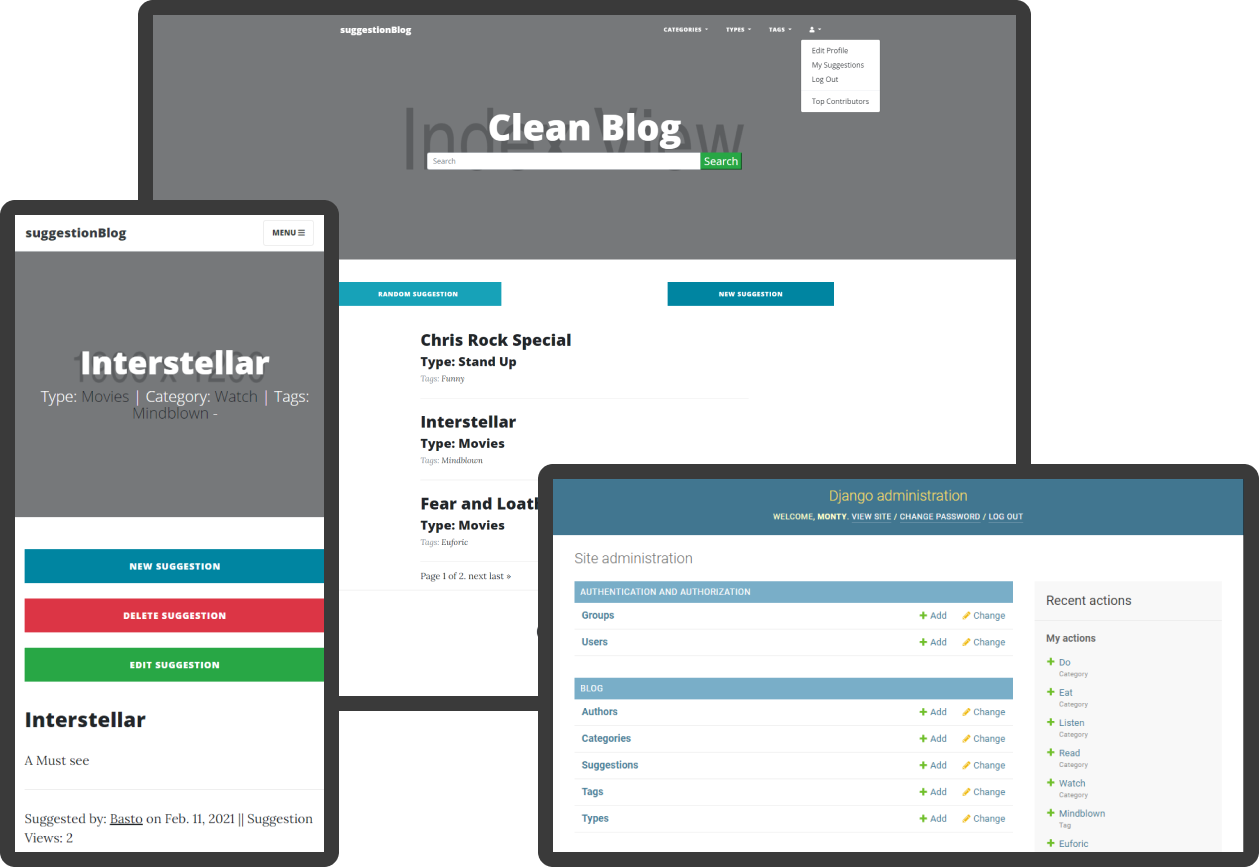 suggestionBlog
CATEGORIES
TYPES
TAGS
Edit Profile
My Suggestions
Log Out
Top Contributors
Index View
Clean Blog
Search
Search
RANDOM SUGGESTION
NEW SUGGESTION
Chris Rock Special
Type: Stand Up
Tags: Funny
Interstellar
Type: Movies
Tags: Mindblown
Fear and Loath
Type: Movies
Tags: Euforic
Page 1 of 2. next last »
suggestionBlog
MENU
Interstellar
Type: Movies | Category: Watch | Tags:
Mindblown -
NEW SUGGESTION
DELETE SUGGESTION
EDIT SUGGESTION
Interstellar
A Must see
Suggested by: Basto on Feb. 11, 2021 || Suggestion
Views: 2
Django administration
WELCOME, MONTY. VIEW SITE / CHANGE PASSWORD / LOG OUT
Site administration
AUTHENTICATION AND AUTHORIZATION
Groups + Add Change
Users + Add Change
BLOG
Authors + Add Change
Categories + Add Change
Suggestions + Add Change
Tags + Add Change
Types + Add Change
Recent actions
My actions
+ Do
Category
+ Eat
Category
+ Listen
Category
+ Read
Category
+ Watch
Category
+ Mindblown
Tag
+ Euforic